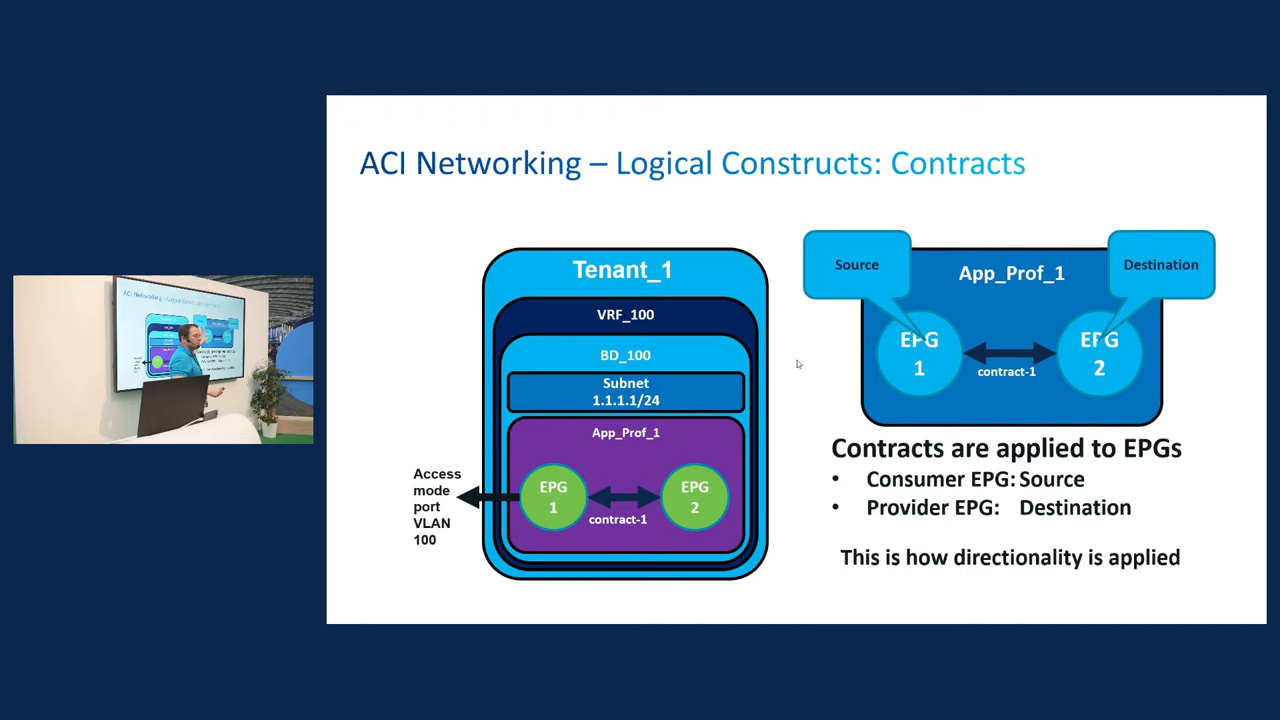 ACI Networking – Logical Constructs: Contracts
Tenant_1
VRF_100
BD_100
Subnet
1.1.1.1/24
App_Prof_1
EPG
1
EPG
2
contract-1
Access
mode
port
VLAN
100
Source
Destination
App_Prof_1
EPG
1
EPG
2
contract-1
Contracts are applied to EPGs
• Consumer EPG: Source
• Provider EPG: Destination
This is how directionality is applied